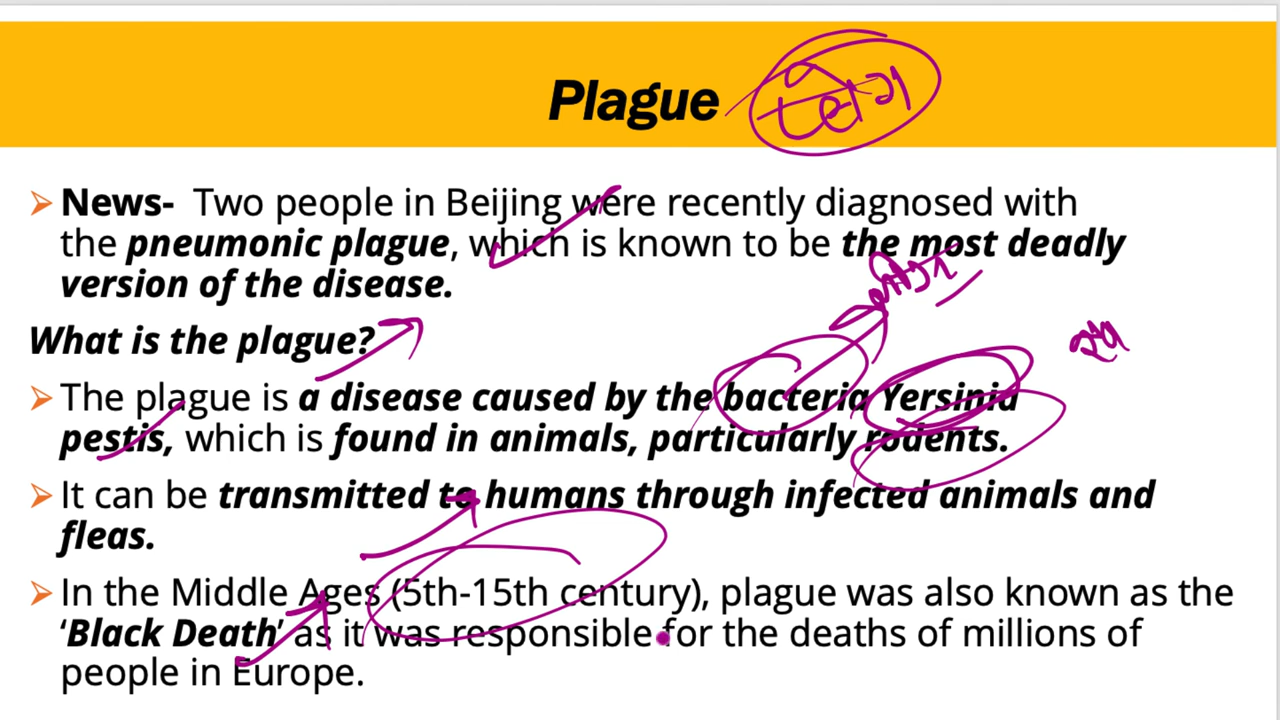 Plague
➢ News- Two people in Beijing were recently diagnosed with
the pneumonic plague, which is known to be the most deadly
version of the disease.
What is the plague?
➢ The plague is a disease caused by the bacteria Yersinia
pestis, which is found in animals, particularly rodents.
➢ It can be transmitted to humans through infected animals and
fleas.
➢ In the Middle Ages (5th-15th century), plague was also known as the
‘Black Death’ as it was responsible for the deaths of millions of
people in Europe.